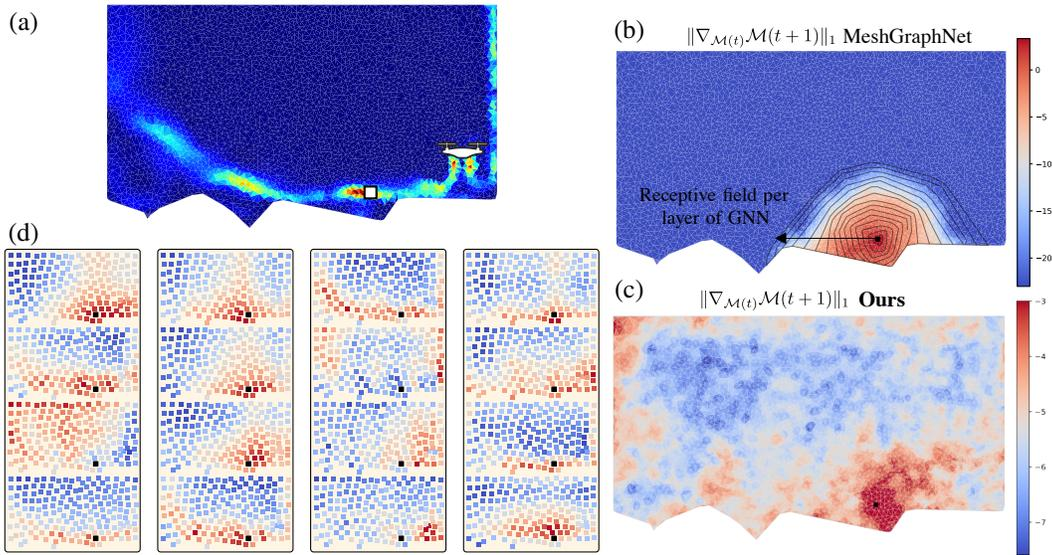 (a)
(b)
‖∇_{𝓜(t)}𝓜(t + 1)‖₁ MeshGraphNet
Receptive field per
layer of GNN
0
−5
−10
−15
−20
(c)
‖∇_{𝓜(t)}𝓜(t + 1)‖₁ Ours
−3
−4
−5
−6
−7
(d)